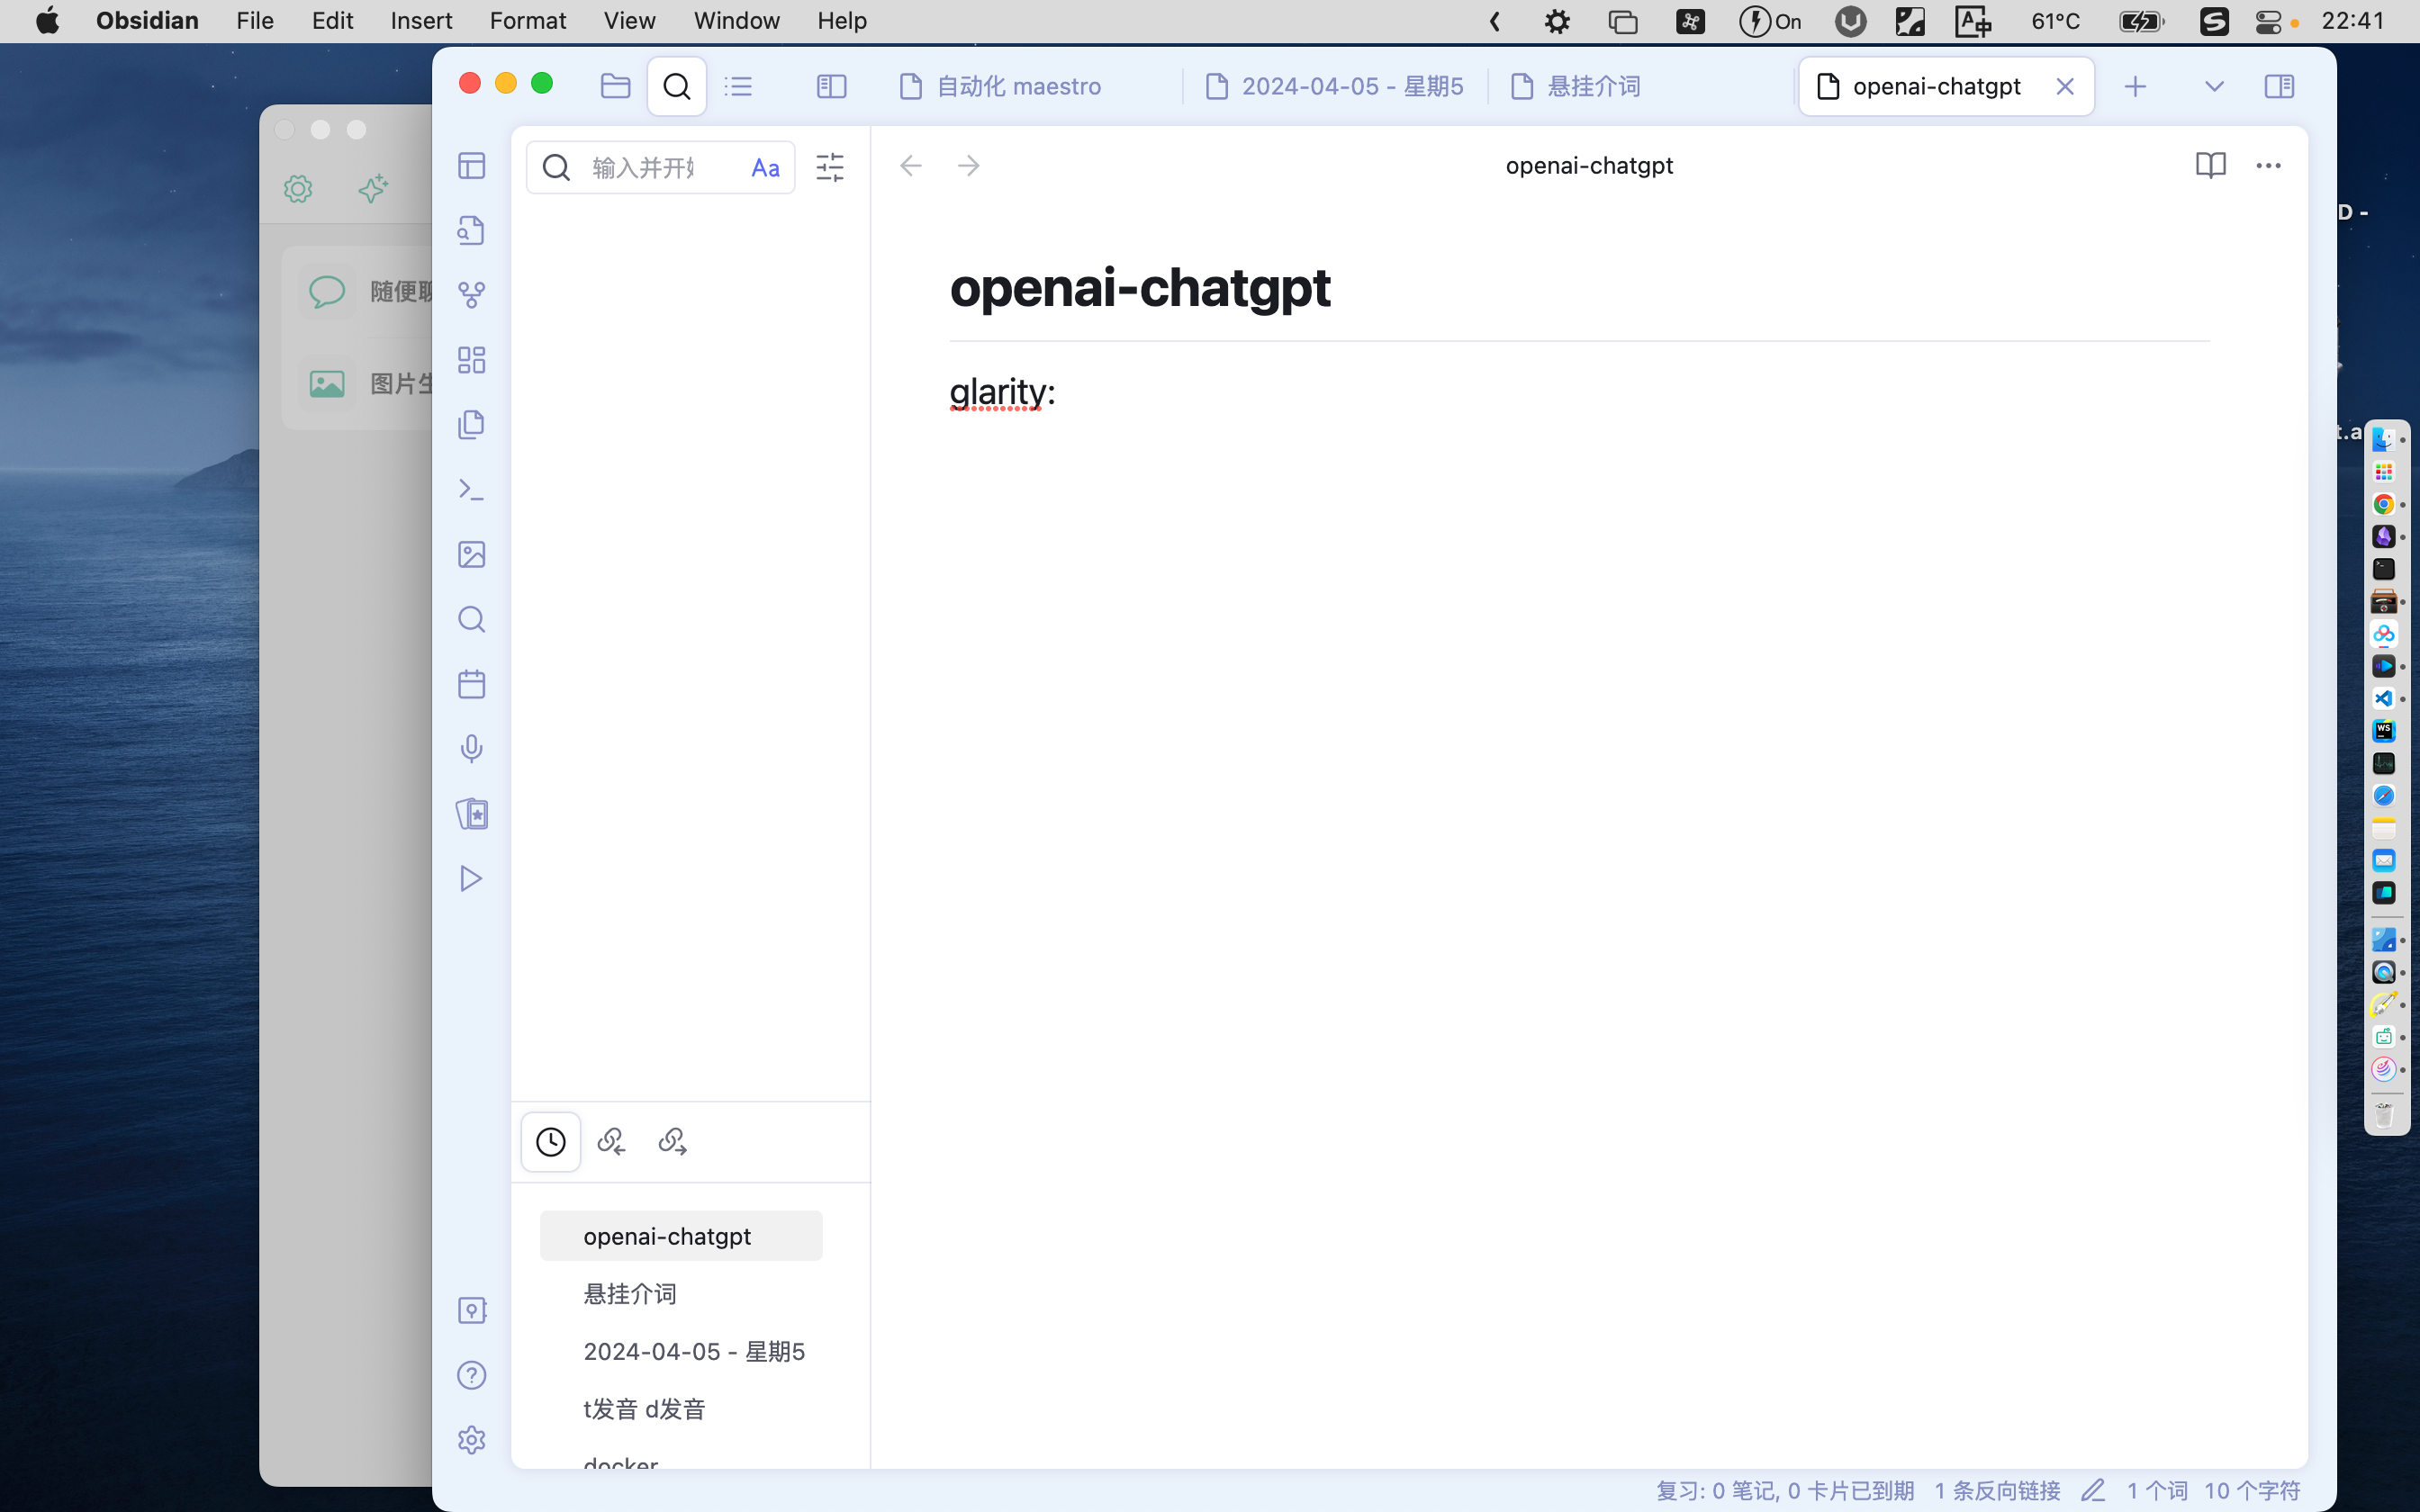 Obsidian File Edit Insert Format View Window Help On 61°C 22:41
自动化 maestro 2024-04-05 - 星期5 悬挂介词 openai-chatgpt
输入并开始 Aa
openai-chatgpt
openai-chatgpt
glarity:
随便聊
图片生
D -
t.a
openai-chatgpt
悬挂介词
2024-04-05 - 星期5
t发音 d发音
docker
复习: 0 笔记, 0 卡片已到期 1 条反向链接 1 个词 10 个字符